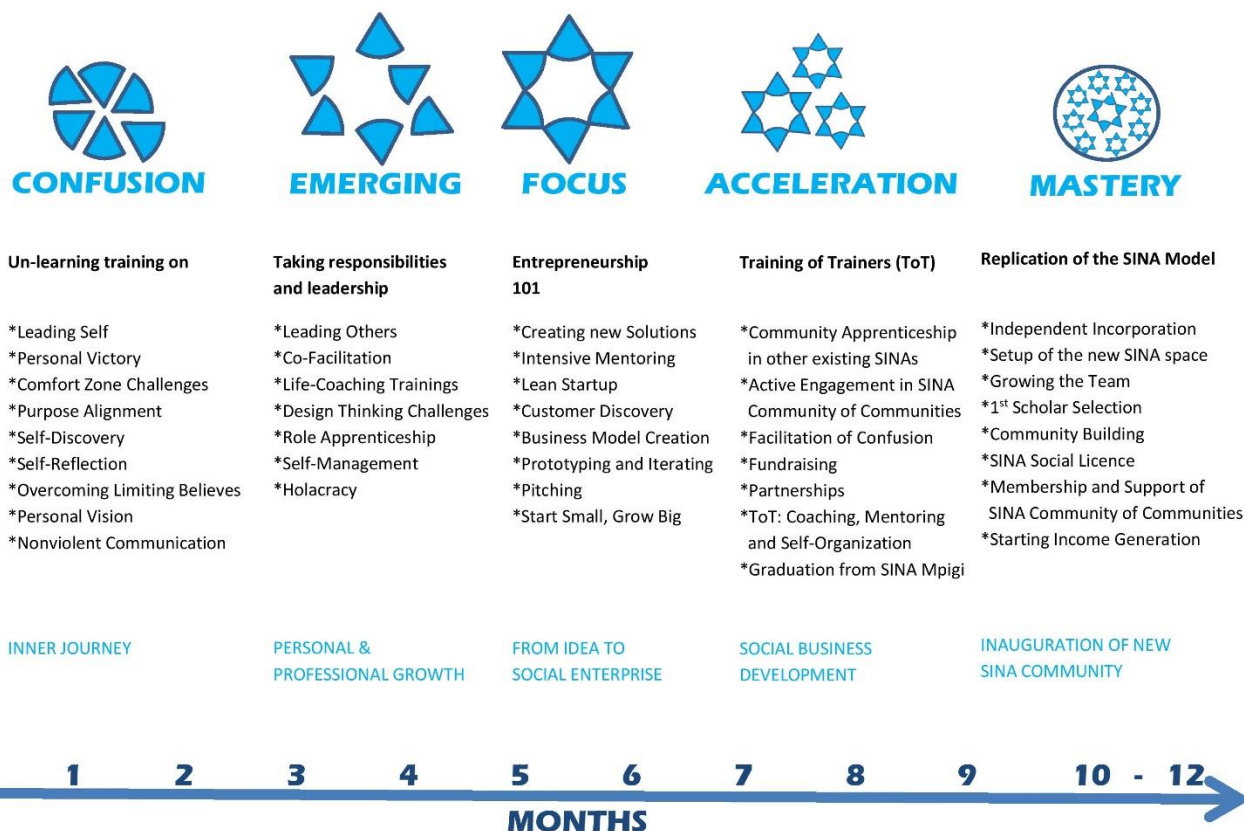 CONFUSION
EMERGING
FOCUS
ACCELERATION
MASTERY
Un-learning training on
*Leading Self
*Personal Victory
*Comfort Zone Challenges
*Purpose Alignment
*Self-Discovery
*Self-Reflection
*Overcoming Limiting Believes
*Personal Vision
*Nonviolent Communication
INNER JOURNEY
Taking responsibilities
and leadership
*Leading Others
*Co-Facilitation
*Life-Coaching Trainings
*Design Thinking Challenges
*Role Apprenticeship
*Self-Management
*Holacracy
PERSONAL &
PROFESSIONAL GROWTH
Entrepreneurship
101
*Creating new Solutions
*Intensive Mentoring
*Lean Startup
*Customer Discovery
*Business Model Creation
*Prototyping and Iterating
*Pitching
*Start Small, Grow Big
FROM IDEA TO
SOCIAL ENTERPRISE
Training of Trainers (ToT)
*Community Apprenticeship
in other existing SINAs
*Active Engagement in SINA
Community of Communities
*Facilitation of Confusion
*Fundraising
*Partnerships
*ToT: Coaching, Mentoring
and Self-Organization
*Graduation from SINA Mpigi
SOCIAL BUSINESS
DEVELOPMENT
Replication of the SINA Model
*Independent Incorporation
*Setup of the new SINA space
*Growing the Team
*1st Scholar Selection
*Community Building
*SINA Social Licence
*Membership and Support of
SINA Community of Communities
*Starting Income Generation
INAUGURATION OF NEW
SINA COMMUNITY
1 2 3 4 5 6 7 8 9 10 - 12
MONTHS